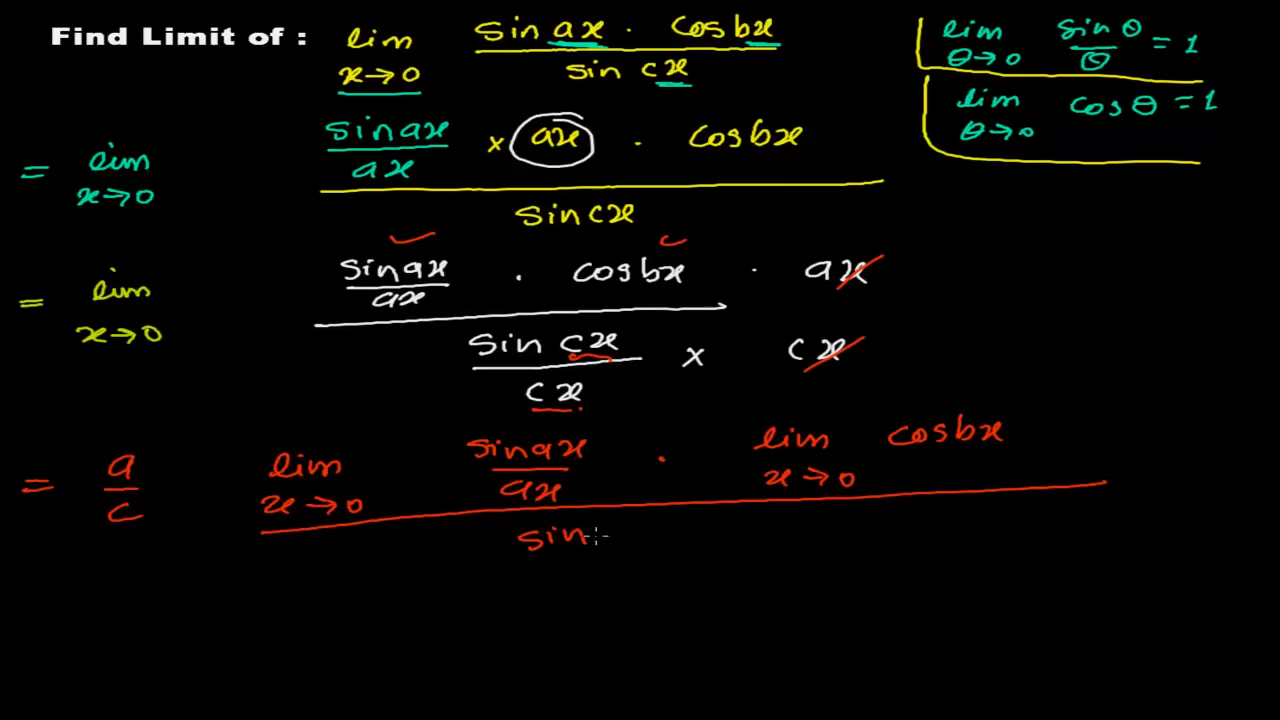 Find Limit of : lim x→0 sin ax · cos bx / sin cx
lim θ→0 sin θ / θ = 1
lim θ→0 cos θ = 1
= lim x→0 sin ax / ax × ax · cos bx / sin cx
= lim x→0 sin ax / ax · cos bx · ax / sin cx / cx × cx
= a / c lim x→0 sin ax / ax · lim x→0 cos bx / sin